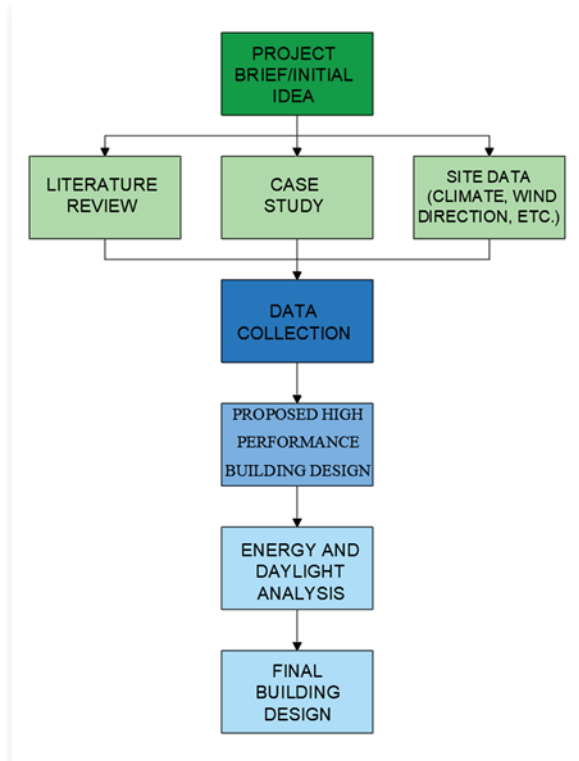 PROJECT
BRIEF/INITIAL
IDEA
LITERATURE
REVIEW
CASE
STUDY
SITE DATA
(CLIMATE, WIND
DIRECTION, ETC.)
DATA
COLLECTION
PROPOSED HIGH
PERFORMANCE
BUILDING DESIGN
ENERGY AND
DAYLIGHT
ANALYSIS
FINAL
BUILDING
DESIGN